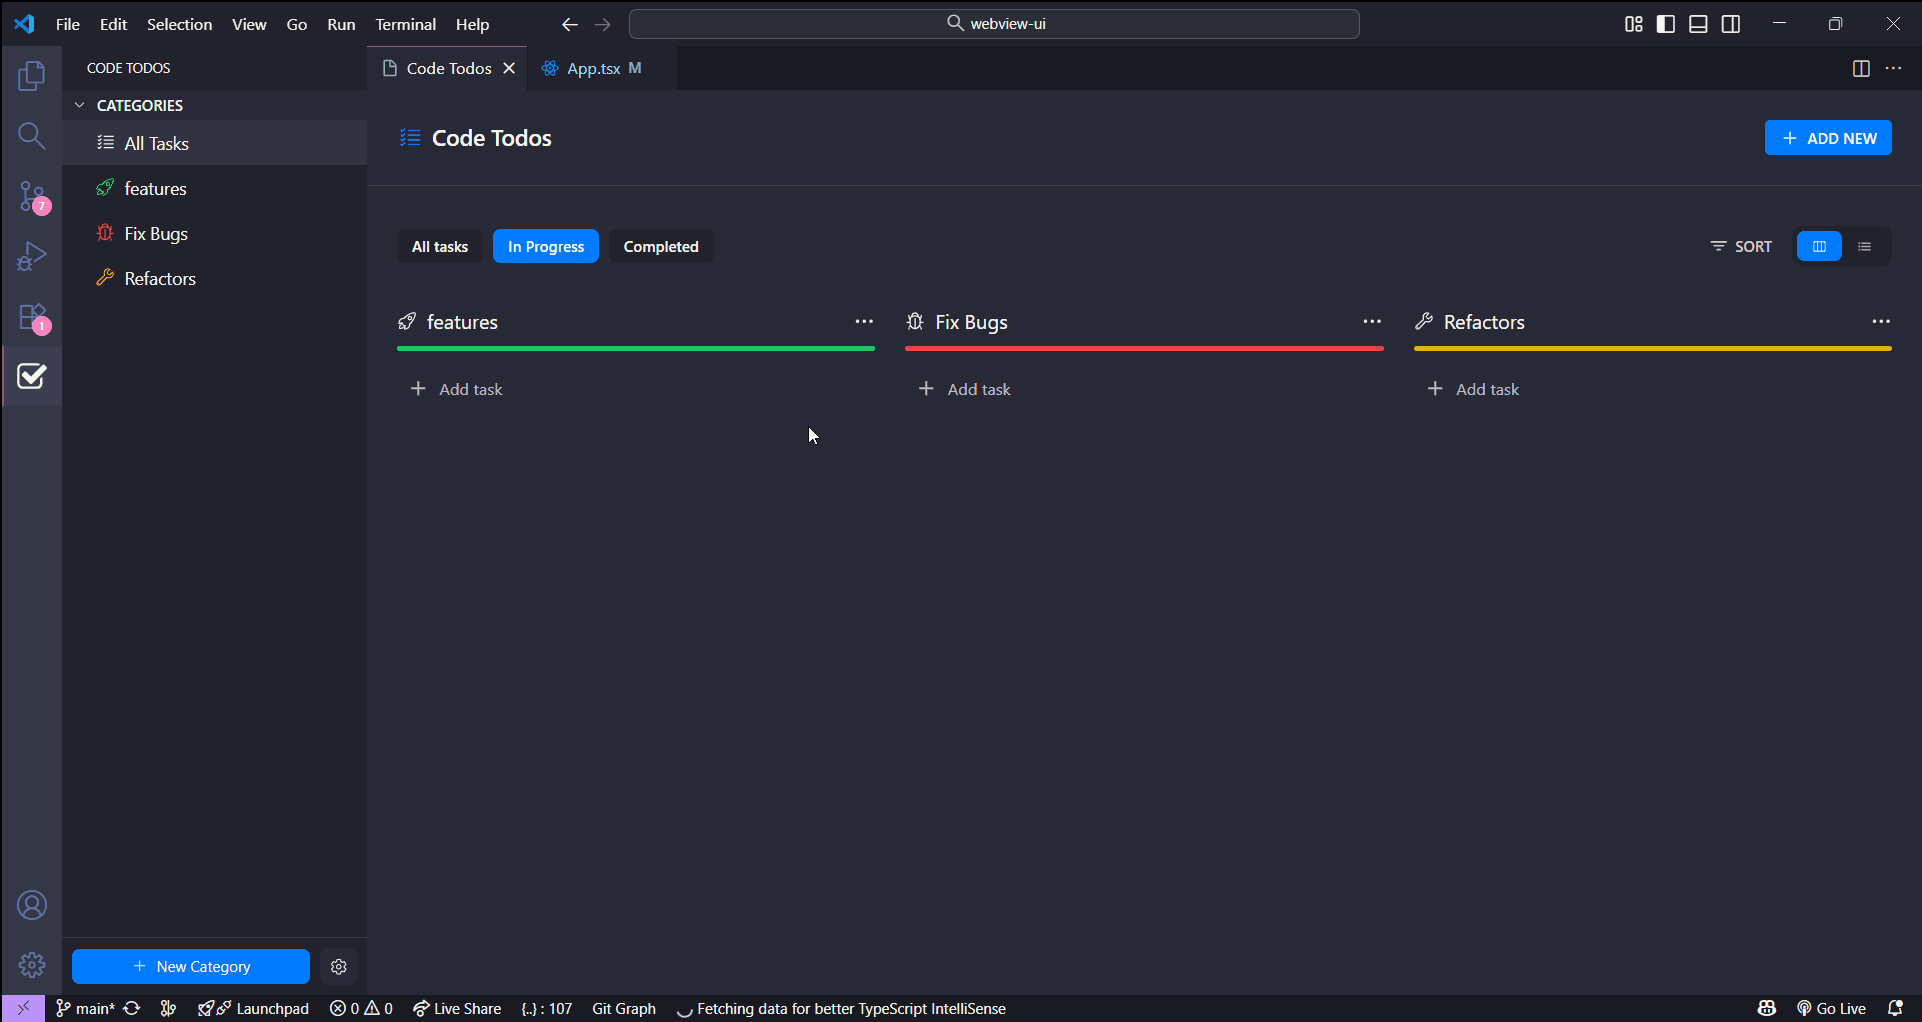 File Edit Selection View Go Run Terminal Help
webview-ui
CODE TODOS
Code Todos
App.tsx M
CATEGORIES
All Tasks
features
Fix Bugs
Refactors
Code Todos
ADD NEW
All tasks
In Progress
Completed
SORT
features
Fix Bugs
Refactors
Add task
Add task
Add task
7
1
New Category
main* Launchpad 0 0 Live Share {..} : 107 Git Graph Fetching data for better TypeScript IntelliSense Go Live